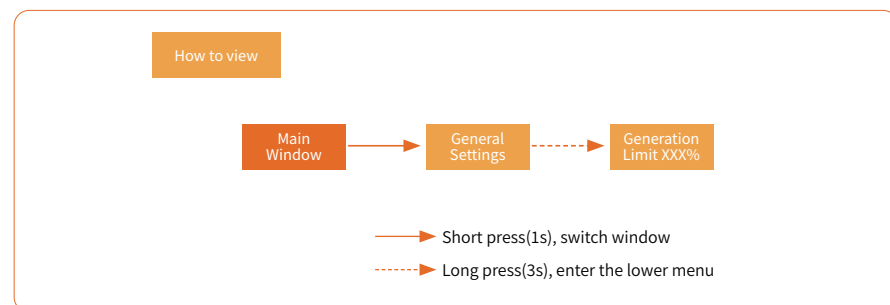 How to view
Main
Window
General
Settings
Generation
Limit XXX%
Short press(1s), switch window
Long press(3s), enter the lower menu